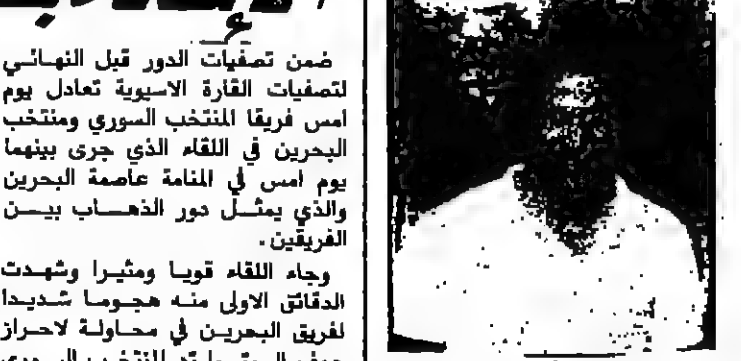 ضمن تصفيات الدور قبل النهائي
لتصفيات القارة الاسيوية تعادل يوم
امس فريقا المنتخب السوري ومنتخب
البحرين في اللقاء الذي جرى بينهما
يوم امس في المنامة عاصمة البحرين
والذي يمثل دور الذهاب بين
الفريقين .
وجاء اللقاء قويا ومثيرا وشهدت
الدقائق الاولى منه هجوما شديدا
لفريق البحرين في محاولة لاحراز